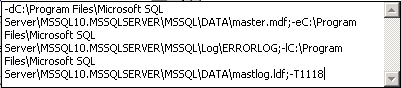 -dC:\Program Files\Microsoft SQL
Server\MSSQL10.MSSQLSERVER\MSSQL\DATA\master.mdf;-eC:\Program
Files\Microsoft SQL
Server\MSSQL10.MSSQLSERVER\MSSQL\Log\ERRORLOG;-lC:\Program
Files\Microsoft SQL
Server\MSSQL10.MSSQLSERVER\MSSQL\DATA\mastlog.ldf;-T1118